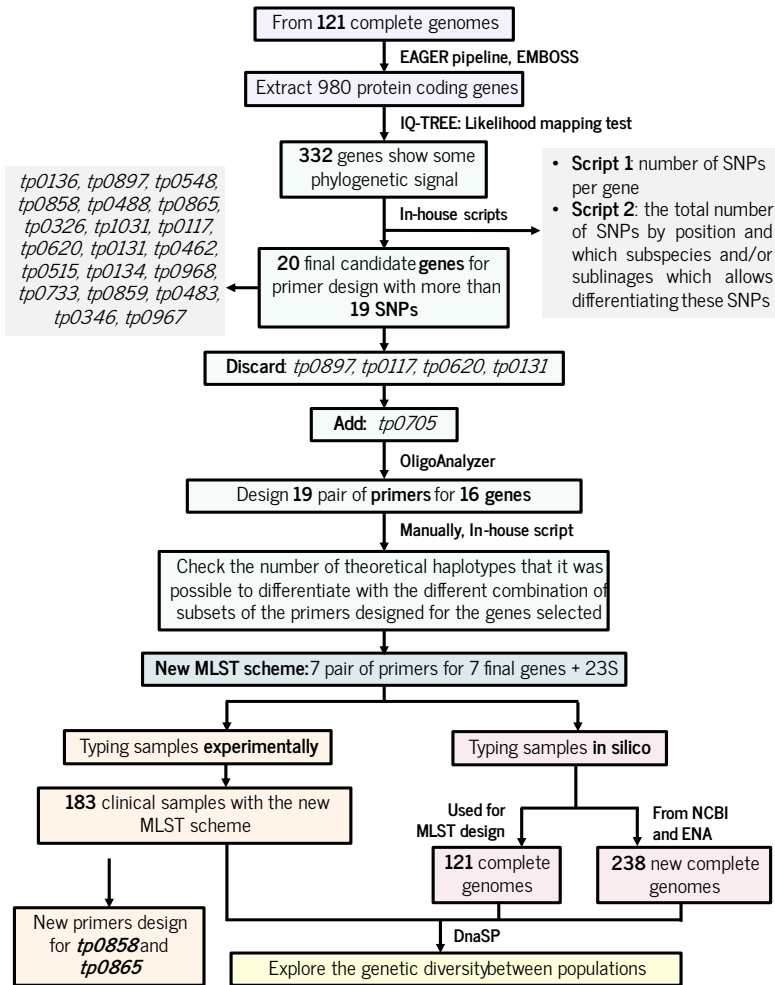 From 121 complete genomes
EAGER pipeline, EMBOSS
Extract 980 protein coding genes
IQ-TREE: Likelihood mapping test
332 genes show some
phylogenetic signal
tp0136, tp0897, tp0548,
tp0858, tp0488, tp0865,
tp0326, tp1031, tp0117,
tp0620, tp0131, tp0462,
tp0515, tp0134, tp0968,
tp0733, tp0859, tp0483,
tp0346, tp0967
In-house scripts
• Script 1: number of SNPs
per gene
• Script 2: the total number
of SNPs by position and
which subspecies and/or
sublinages which allows
differentiating these SNPs
20 final candidate genes for
primer design with more than
19 SNPs
Discard: tp0897, tp0117, tp0620, tp0131
Add: tp0705
OligoAnalyzer
Design 19 pair of primers for 16 genes
Manually, In-house script
Check the number of theoretical haplotypes that it was
possible to differentiate with the different combination of
subsets of the primers designed for the genes selected
New MLST scheme:7 pair of primers for 7 final genes + 23S
Typing samples experimentally
Typing samples in silico
183 clinical samples with the new
MLST scheme
Used for
MLST design
From NCBI
and ENA
121 complete
genomes
238 new complete
genomes
New primers design
for tp0858 and
tp0865
DnaSP
Explore the genetic diversitybetween populations